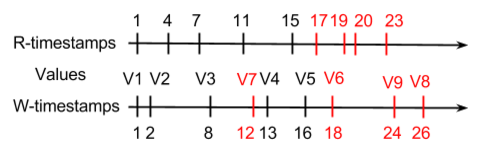 1 4 7 11 15 17 19 20 23
R-timestamps
Values V1 V2 V3 V7 V4 V5 V6 V9 V8
W-timestamps
1 2 8 12 13 16 18 24 26